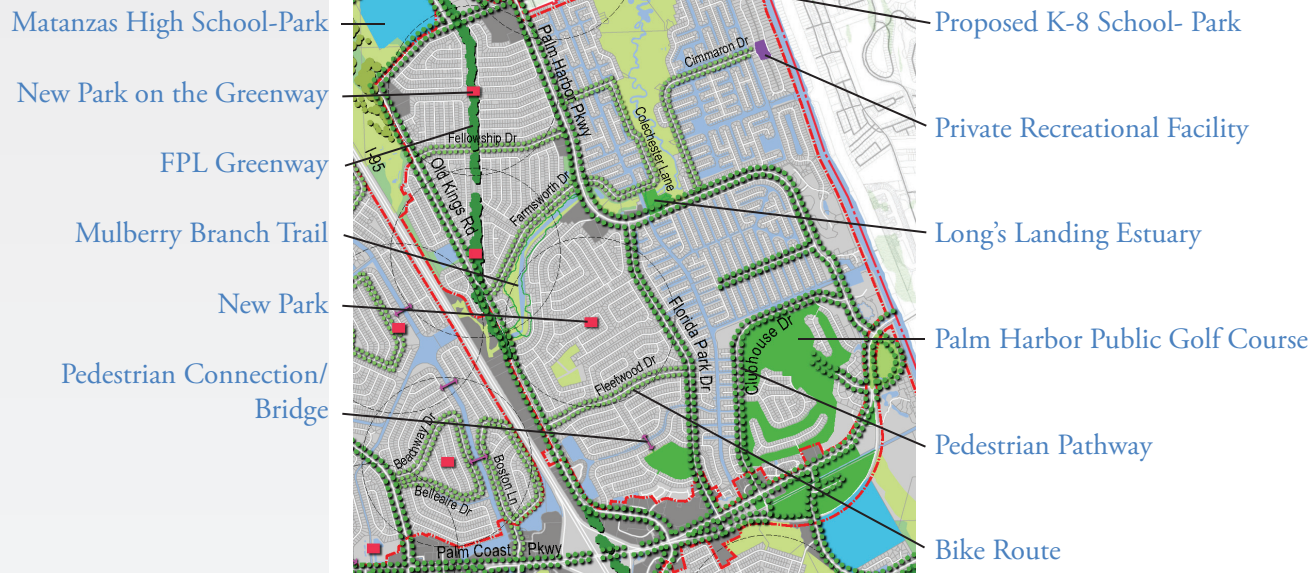 Matanzas High School-Park
New Park on the Greenway
FPL Greenway
Mulberry Branch Trail
New Park
Pedestrian Connection/
Bridge
Palm Harbor Pkwy
Cimmaron Dr
Colechester Lane
Fellowship Dr
I-95
Old Kings Rd
Farmsworth Dr
Florida Park Dr
Clubhouse Dr
Fleetwood Dr
Beachway Dr
Boston Ln
Belleaire Dr
Palm Coast Pkwy
Proposed K-8 School- Park
Private Recreational Facility
Long's Landing Estuary
Palm Harbor Public Golf Course
Pedestrian Pathway
Bike Route